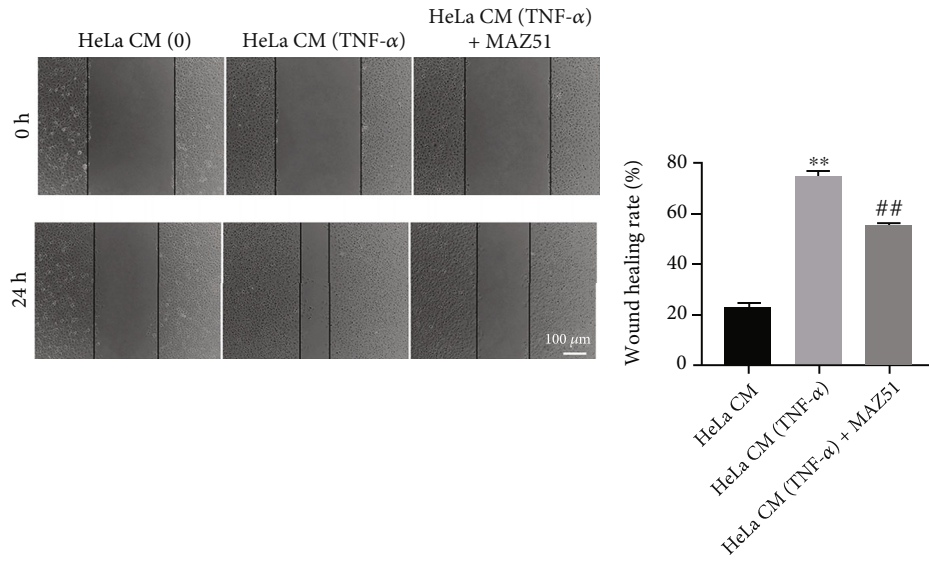 HeLa CM (0)
HeLa CM (TNF-α)
HeLa CM (TNF-α)
+ MAZ51
0 h
24 h
100 μm
Wound healing rate (%)
80
60
40
20
0
**
##
HeLa CM
HeLa CM (TNF-α)
HeLa CM (TNF-α) + MAZ51